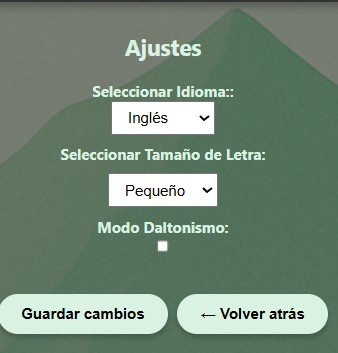 Ajustes
Seleccionar Idioma::
Inglés
Seleccionar Tamaño de Letra:
Pequeño
Modo Daltonismo:
Guardar cambios
← Volver atrás